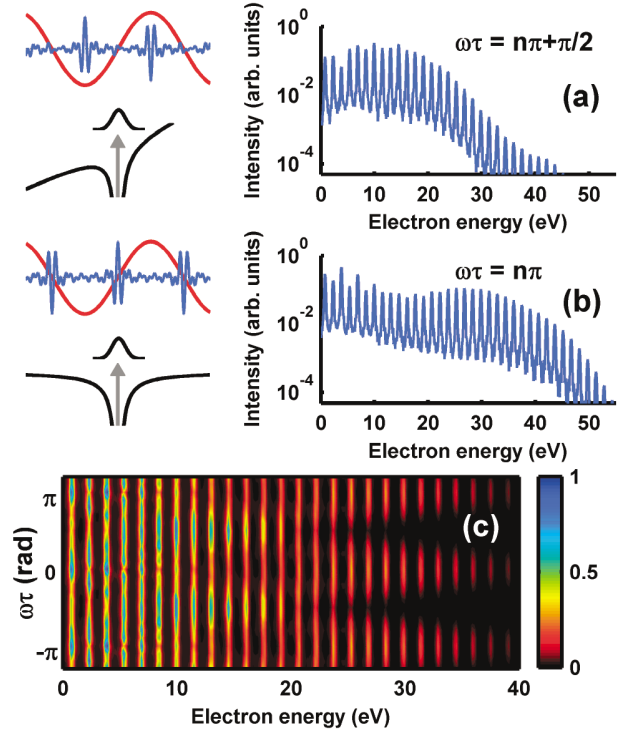 10^0
10^-2
10^-4
Intensity (arb. units)
ωτ = nπ+π/2
(a)
0 10 20 30 40 50
Electron energy (eV)
10^0
10^-2
10^-4
Intensity (arb. units)
ωτ = nπ
(b)
0 10 20 30 40 50
Electron energy (eV)
π
0
-π
ωτ (rad)
(c)
1
0.5
0
0 10 20 30 40
Electron energy (eV)